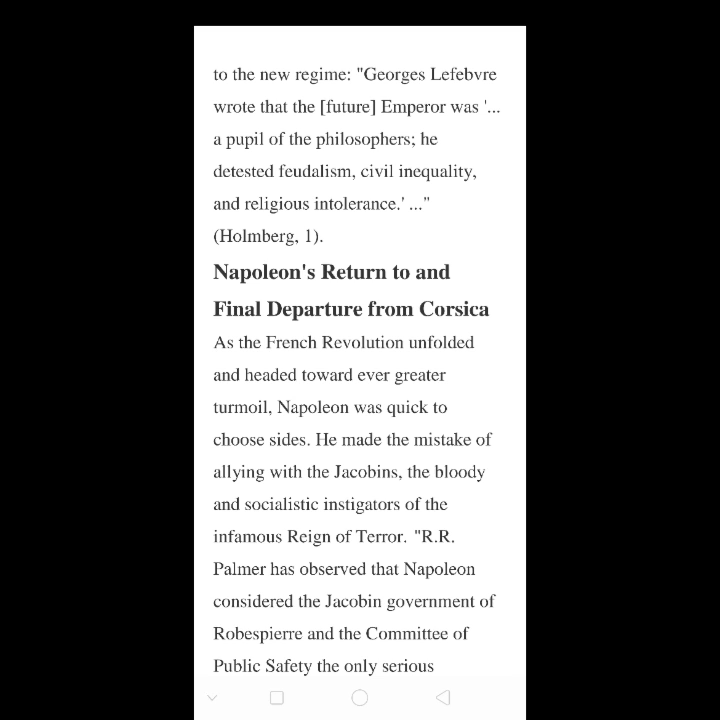 to the new regime: "Georges Lefebvre
wrote that the [future] Emperor was '...
a pupil of the philosophers; he
detested feudalism, civil inequality,
and religious intolerance.' ..."
(Holmberg, 1).
Napoleon's Return to and
Final Departure from Corsica
As the French Revolution unfolded
and headed toward ever greater
turmoil, Napoleon was quick to
choose sides. He made the mistake of
allying with the Jacobins, the bloody
and socialistic instigators of the
infamous Reign of Terror. "R.R.
Palmer has observed that Napoleon
considered the Jacobin government of
Robespierre and the Committee of
Public Safety the only serious